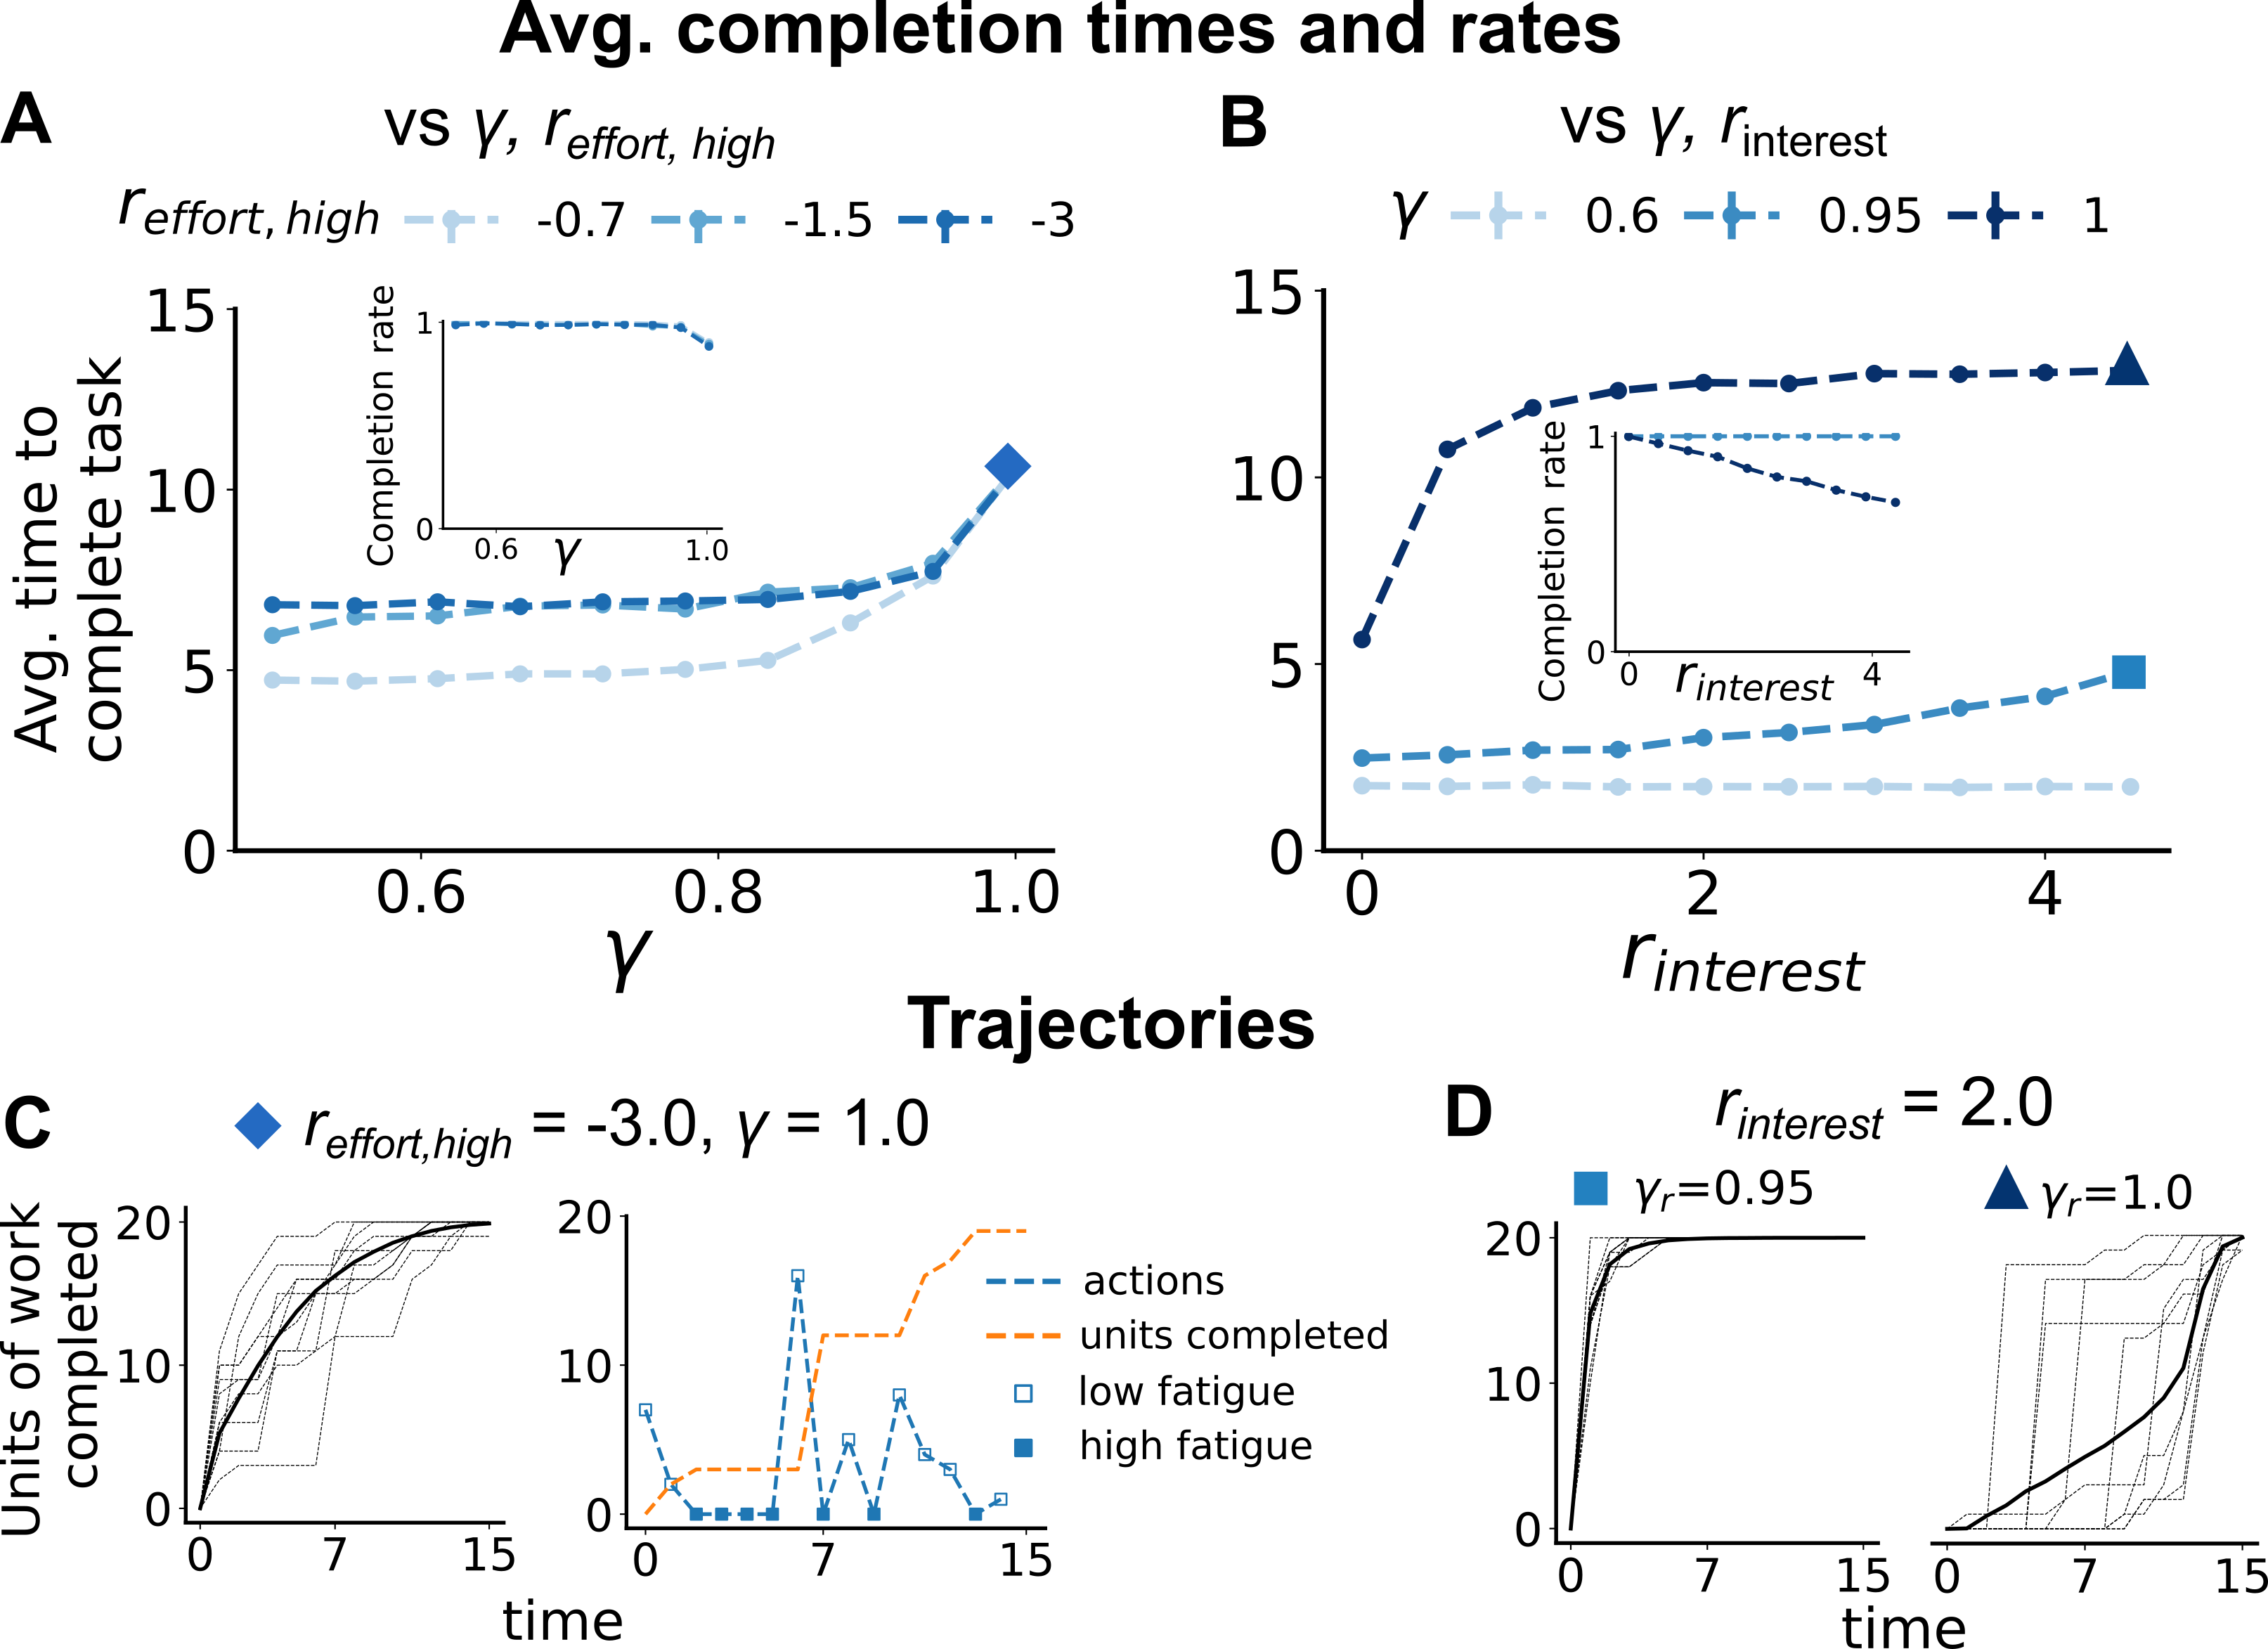 Avg. completion times and rates
A
vs γ, r_effort, high
r_effort, high -0.7 -1.5 -3
Avg. time to
complete task
15
10
5
0
0.6 0.8 1.0
γ
Completion rate
1
0
0.6 γ 1.0
B
vs γ, r_interest
γ 0.6 0.95 1
15
10
5
0
0 2 4
r_interest
Completion rate
1
0
0 r_interest 4
Trajectories
C
r_effort,high = -3.0, γ = 1.0
Units of work
completed
20
10
0
0 7 15
20
10
0
0 7 15
actions
units completed
low fatigue
high fatigue
time
D
r_interest = 2.0
γ_r=0.95
γ_r=1.0
20
10
0
0 7 15
0 7 15
time